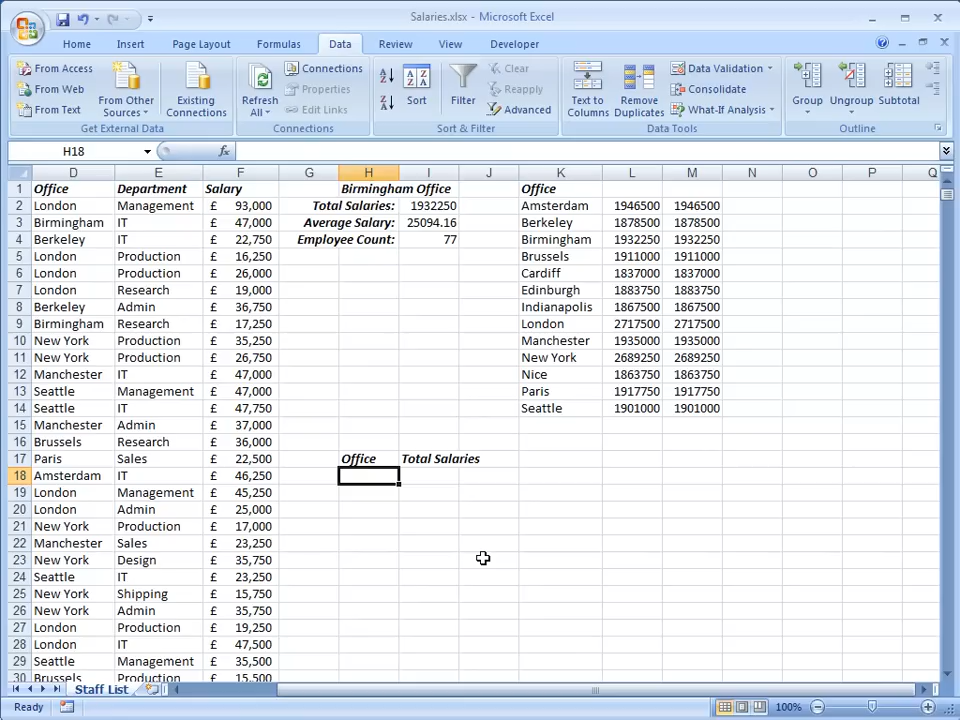 Salaries.xlsx - Microsoft Excel
Home Insert Page Layout Formulas Data Review View Developer
From Access
From Web
From Text
From Other Sources
Existing Connections
Get External Data
Refresh All
Connections
Properties
Edit Links
Connections
Sort
Filter
Clear
Reapply
Advanced
Sort & Filter
Text to Columns
Remove Duplicates
Data Validation
Consolidate
What-If Analysis
Data Tools
Group
Ungroup
Subtotal
Outline
H18 fx
D E F G H I J K L M N O P Q
1 Office Department Salary Birmingham Office Office
2 London Management £ 93,000 Total Salaries: 1932250 Amsterdam 1946500 1946500
3 Birmingham IT £ 47,000 Average Salary: 25094.16 Berkeley 1878500 1878500
4 Berkeley IT £ 22,750 Employee Count: 77 Birmingham 1932250 1932250
5 London Production £ 16,250 Brussels 1911000 1911000
6 London Production £ 26,000 Cardiff 1837000 1837000
7 London Research £ 19,000 Edinburgh 1883750 1883750
8 Berkeley Admin £ 36,750 Indianapolis 1867500 1867500
9 Birmingham Research £ 17,250 London 2717500 2717500
10 New York Production £ 35,250 Manchester 1935000 1935000
11 New York Production £ 26,750 New York 2689250 2689250
12 Manchester IT £ 47,000 Nice 1863750 1863750
13 Seattle Management £ 47,000 Paris 1917750 1917750
14 Seattle IT £ 47,750 Seattle 1901000 1901000
15 Manchester Admin £ 37,000
16 Brussels Research £ 36,000
17 Paris Sales £ 22,500 Office Total Salaries
18 Amsterdam IT £ 46,250
19 London Management £ 45,250
20 London Admin £ 25,000
21 New York Production £ 17,000
22 Manchester Sales £ 23,250
23 New York Design £ 35,750
24 Seattle IT £ 23,250
25 New York Shipping £ 15,750
26 New York Admin £ 35,750
27 London Production £ 19,250
28 London IT £ 47,500
29 Seattle Management £ 35,500
30 Brussels Production £ 15,500
Staff List
Ready 100%